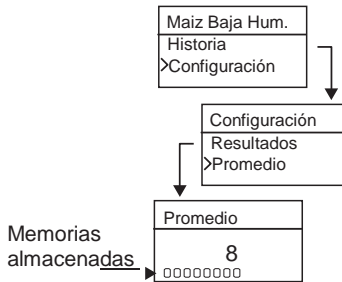 Maiz Baja Hum.
Historia
>Configuración
Configuración
Resultados
>Promedio
Promedio
8
00000000
Memorias
almacenadas